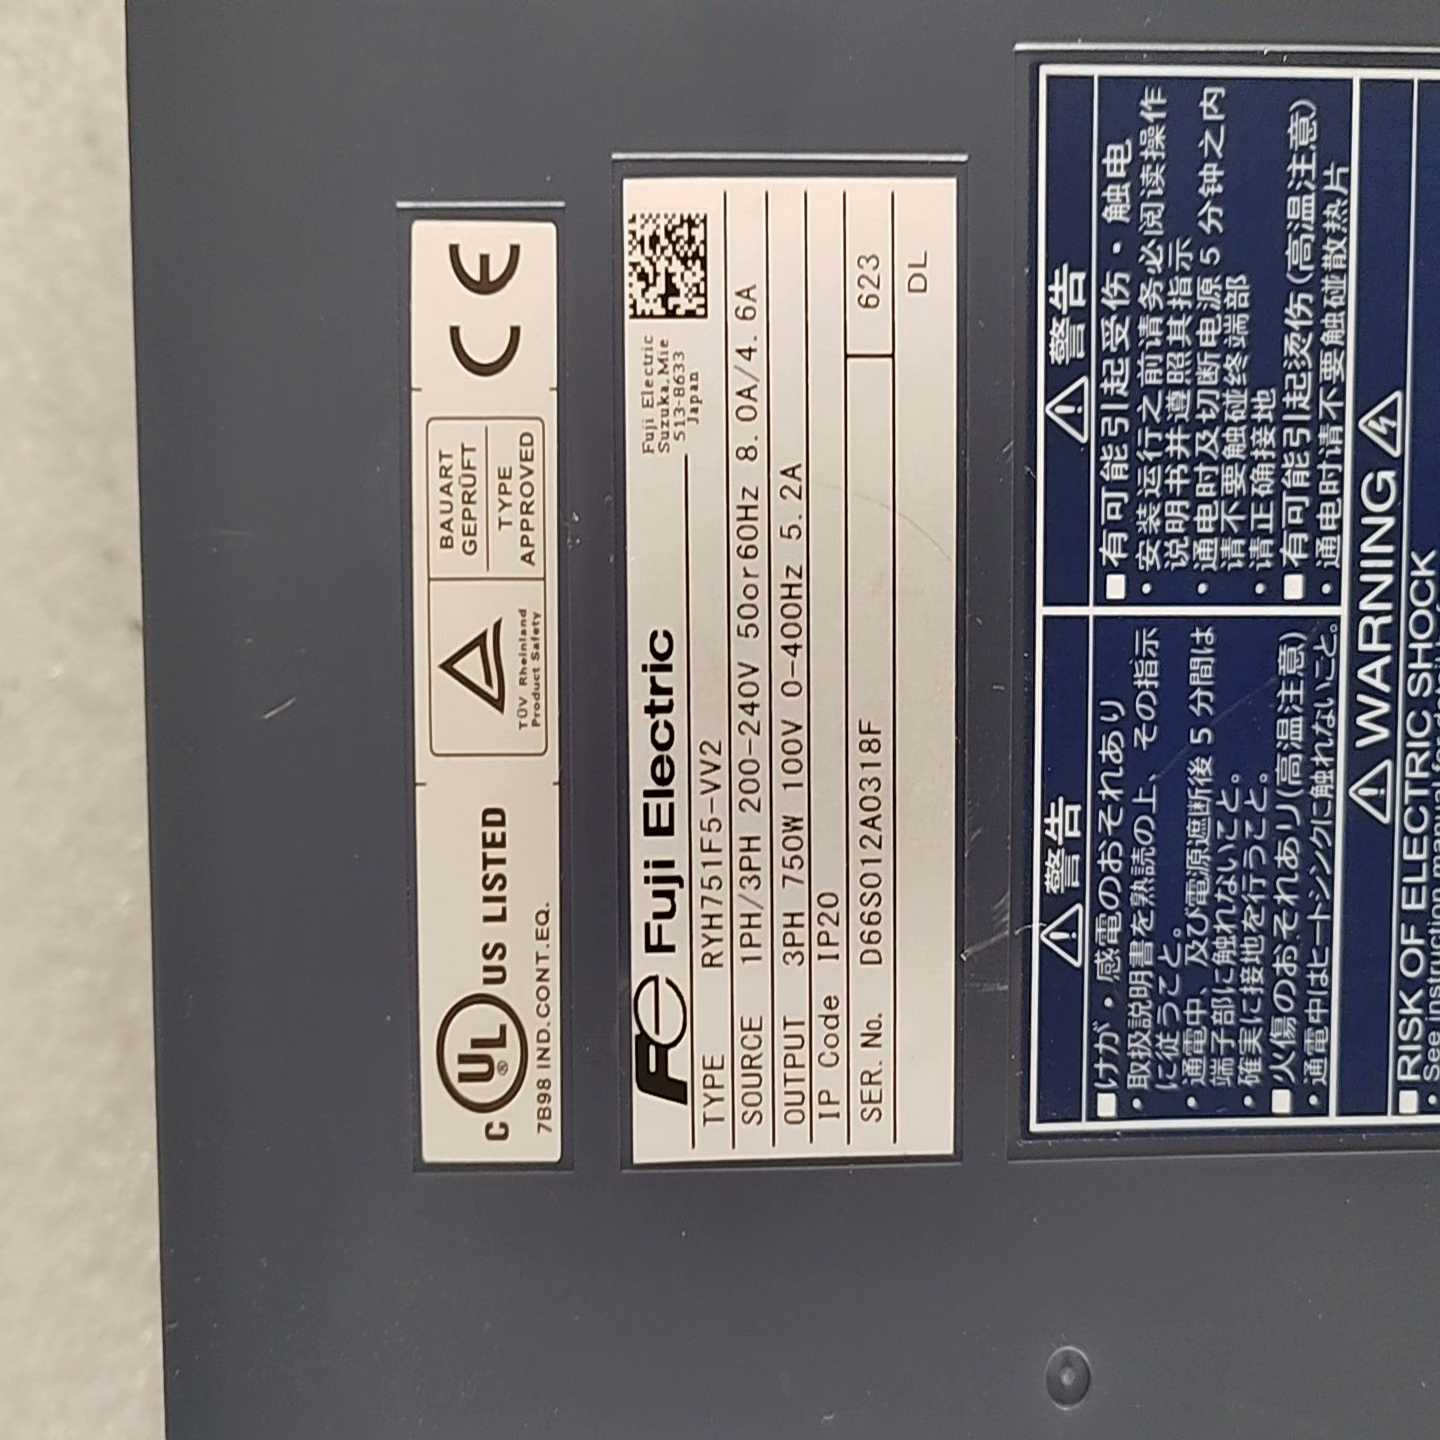 C UL® US LISTED
7B98 IND.CONT.EQ.
TÜV Rheinland
Product Safety
BAUART
GEPRÜFT
TYPE
APPROVED
CE
Fe Fuji Electric
Fuji Electric
Suzuka,Mie
513-8633
Japan
TYPE RYH751F5-VV2
SOURCE 1PH/3PH 200-240V 50or60Hz 8.0A/4.6A
OUTPUT 3PH 750W 100V 0-400Hz 5.2A
IP Code IP20
SER.No. D66S012A0318F 623
DL
警告
■けが・感電のおそれあり
・取扱説明書を熟読の上、その指示
に従うこと。
・通電中、及び電源遮断後5分間は
端子部に触れないこと。
・確実に接地を行うこと。
■火傷のおそれあり(高温注意)
・通電中はヒートシンクに触れないこと。
警告
■有可能引起受伤・触电
・安装运行之前请务必阅读操作
说明书并遵照其指示
・通电时及切断电源5分钟之内
请不要触碰终端部
・请正确接地
■有可能引起烫伤(高温注意)
・通电时请不要触碰散热片
WARNING
■RISK OF ELECTRIC SHOCK
・See instruction manual for